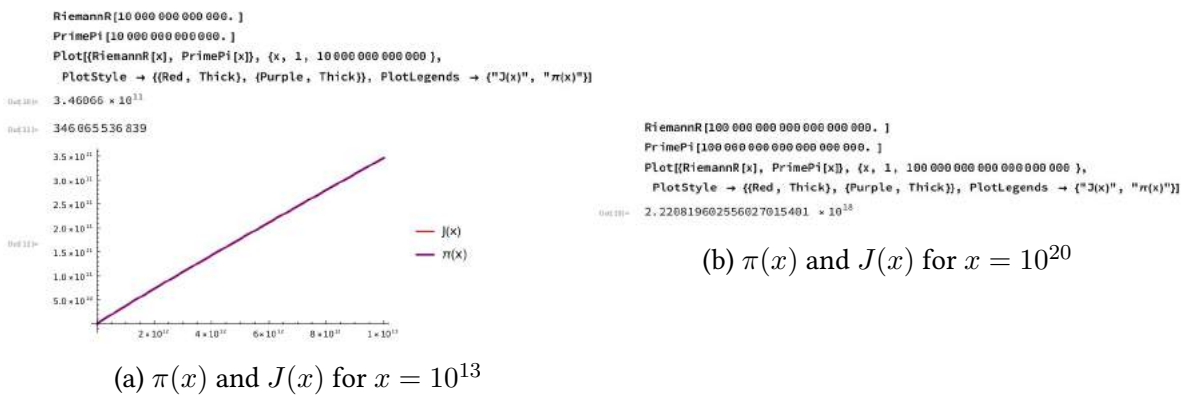 RiemannR[10 000 000 000 000. ]
PrimePi[10 000 000 000 000. ]
Plot[{RiemannR[x], PrimePi[x]}, {x, 1, 10 000 000 000 000 },
PlotStyle → {{Red, Thick}, {Purple, Thick}}, PlotLegends → {"J(x)", "π(x)"}]
3.46066 × 10^11
346 065 536 839
3.5×10^11
3.0×10^11
2.5×10^11
2.0×10^11
1.5×10^11
1.0×10^11
5.0×10^10
2×10^12 4×10^12 6×10^12 8×10^12 1×10^13
J(x)
π(x)
(a) π(x) and J(x) for x = 10^13
RiemannR[100 000 000 000 000 000 000. ]
PrimePi[100 000 000 000 000 000 000. ]
Plot[{RiemannR[x], PrimePi[x]}, {x, 1, 100 000 000 000 000 000 000 },
PlotStyle → {{Red, Thick}, {Purple, Thick}}, PlotLegends → {"J(x)", "π(x)"}]
2.220819602556027015401 × 10^18
(b) π(x) and J(x) for x = 10^20